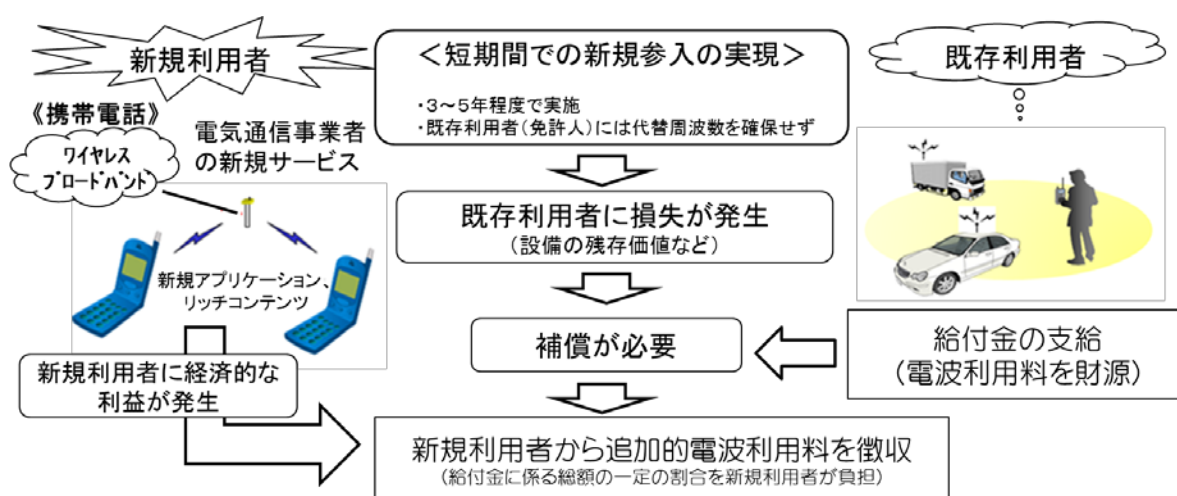 新規利用者
《携帯電話》
ワイヤレス
ブロードバンド
電気通信事業者
の新規サービス
新規アプリケーション、
リッチコンテンツ
新規利用者に経済的な
利益が発生
＜短期間での新規参入の実現＞
・３～５年程度で実施
・既存利用者（免許人）には代替周波数を確保せず
既存利用者に損失が発生
（設備の残存価値など）
補償が必要
新規利用者から追加的電波利用料を徴収
（給付金に係る総額の一定の割合を新規利用者が負担）
既存利用者
給付金の支給
（電波利用料を財源）